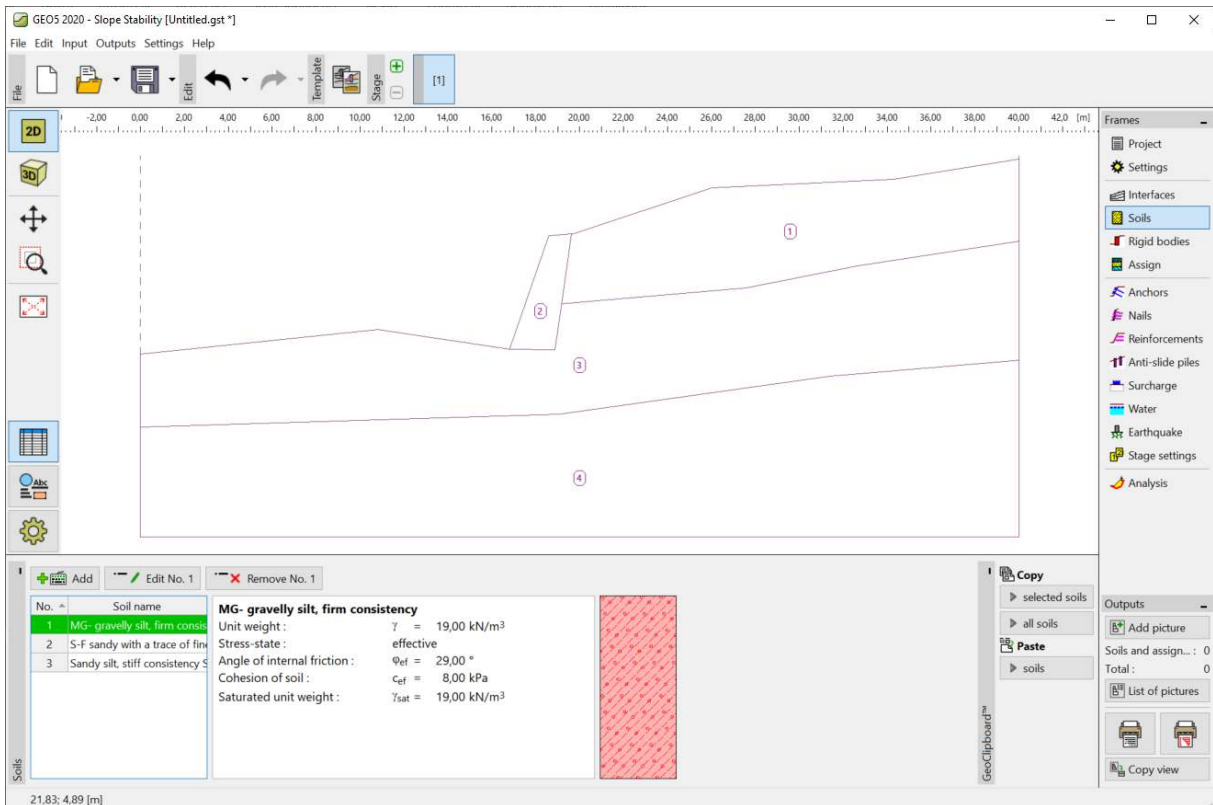 GEO5 2020 - Slope Stability [Untitled.gst *]
File Edit Input Outputs Settings Help
File
Edit
Template
Stage
[1]
2D
3D
-2,00 0,00 2,00 4,00 6,00 8,00 10,00 12,00 14,00 16,00 18,00 20,00 22,00 24,00 26,00 28,00 30,00 32,00 34,00 36,00 38,00 40,00 42,0 [m]
1
2
3
4
Abc
Frames
Project
Settings
Interfaces
Soils
Rigid bodies
Assign
Anchors
Nails
Reinforcements
Anti-slide piles
Surcharge
Water
Earthquake
Stage settings
Analysis
Soils
Add
Edit No. 1
Remove No. 1
No. Soil name
1 MG- gravelly silt, firm consis
2 S-F sandy with a trace of fin
3 Sandy silt, stiff consistency S
MG- gravelly silt, firm consistency
Unit weight : γ = 19,00 kN/m³
Stress-state : effective
Angle of internal friction : φef = 29,00 °
Cohesion of soil : cef = 8,00 kPa
Saturated unit weight : γsat = 19,00 kN/m³
GeoClipboard™
Copy
selected soils
all soils
Paste
soils
Outputs
Add picture
Soils and assign... : 0
Total : 0
List of pictures
Copy view
21,83; 4,89 [m]